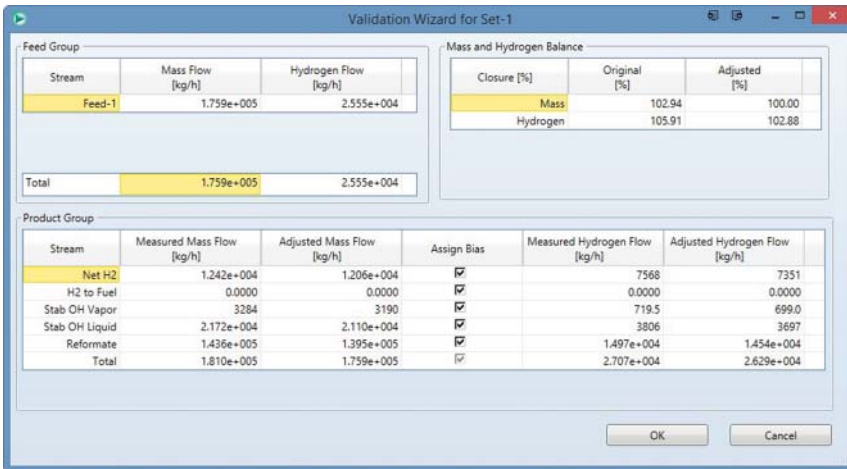 Validation Wizard for Set-1
Feed Group
Stream Mass Flow [kg/h] Hydrogen Flow [kg/h]
Feed-1 1.759e+005 2.555e+004
Total 1.759e+005 2.555e+004
Mass and Hydrogen Balance
Closure [%] Original [%] Adjusted [%]
Mass 102.94 100.00
Hydrogen 105.91 102.88
Product Group
Stream Measured Mass Flow [kg/h] Adjusted Mass Flow [kg/h] Assign Bias Measured Hydrogen Flow [kg/h] Adjusted Hydrogen Flow [kg/h]
Net H2 1.242e+004 1.206e+004 7568 7351
H2 to Fuel 0.0000 0.0000 0.0000 0.0000
Stab OH Vapor 3284 3190 719.5 699.0
Stab OH Liquid 2.172e+004 2.110e+004 3806 3697
Reformate 1.436e+005 1.395e+005 1.497e+004 1.454e+004
Total 1.810e+005 1.759e+005 2.707e+004 2.629e+004
OK Cancel